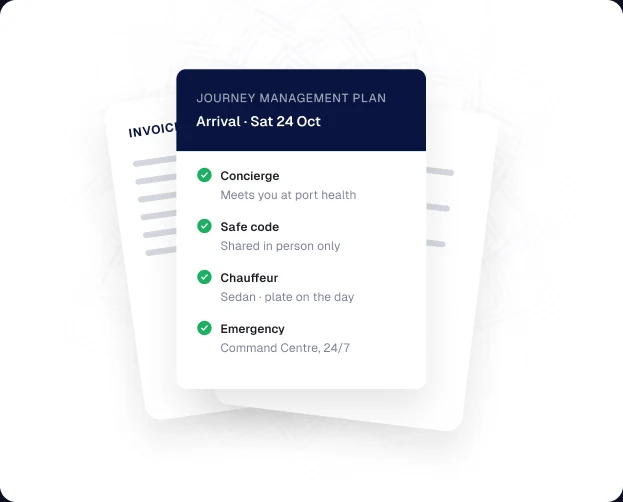 INVOIC
JOURNEY MANAGEMENT PLAN
Arrival · Sat 24 Oct
Concierge
Meets you at port health
Safe code
Shared in person only
Chauffeur
Sedan · plate on the day
Emergency
Command Centre, 24/7